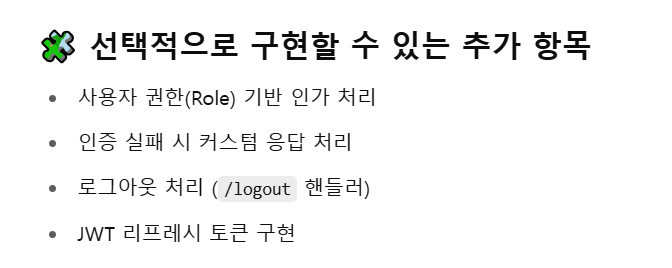 선택적으로 구현할 수 있는 추가 항목
사용자 권한(Role) 기반 인가 처리
인증 실패 시 커스텀 응답 처리
로그아웃 처리 (/logout 핸들러)
JWT 리프레시 토큰 구현